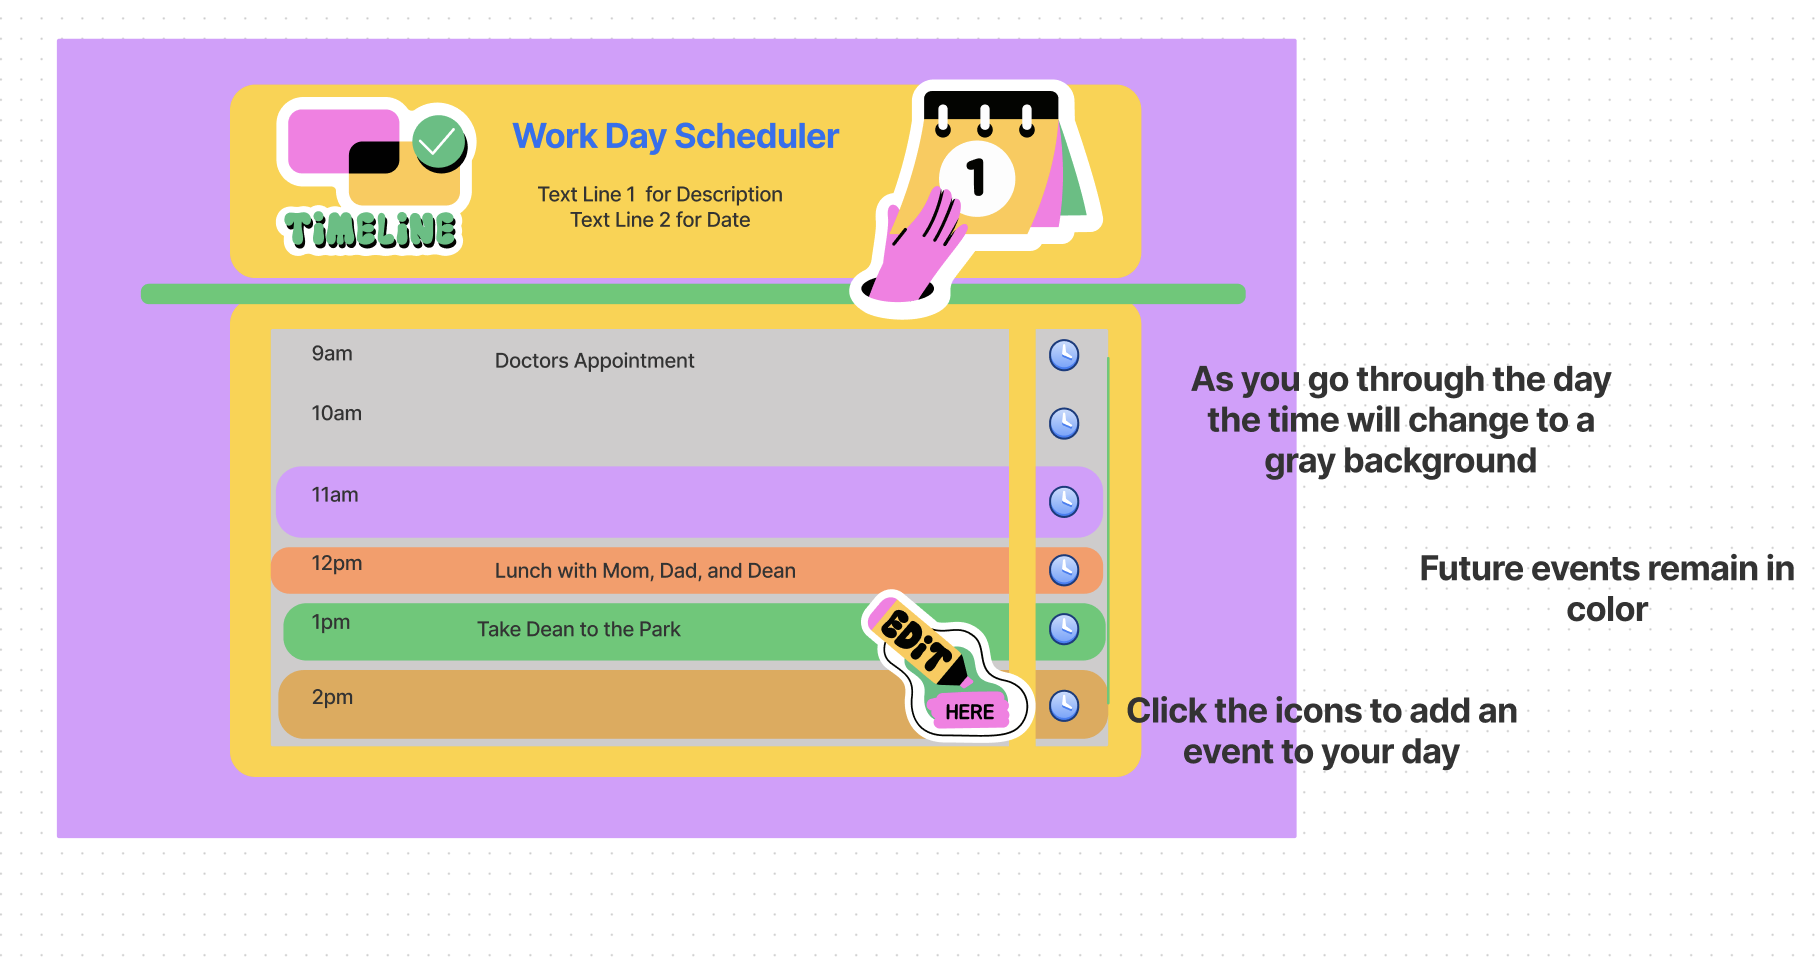 TiMELiNE
Work Day Scheduler
Text Line 1 for Description
Text Line 2 for Date
1
9am
Doctors Appointment
10am
11am
12pm
Lunch with Mom, Dad, and Dean
1pm
Take Dean to the Park
2pm
EDiT
HERE
As you go through the day
the time will change to a
gray background
Future events remain in
color
Click the icons to add an
event to your day